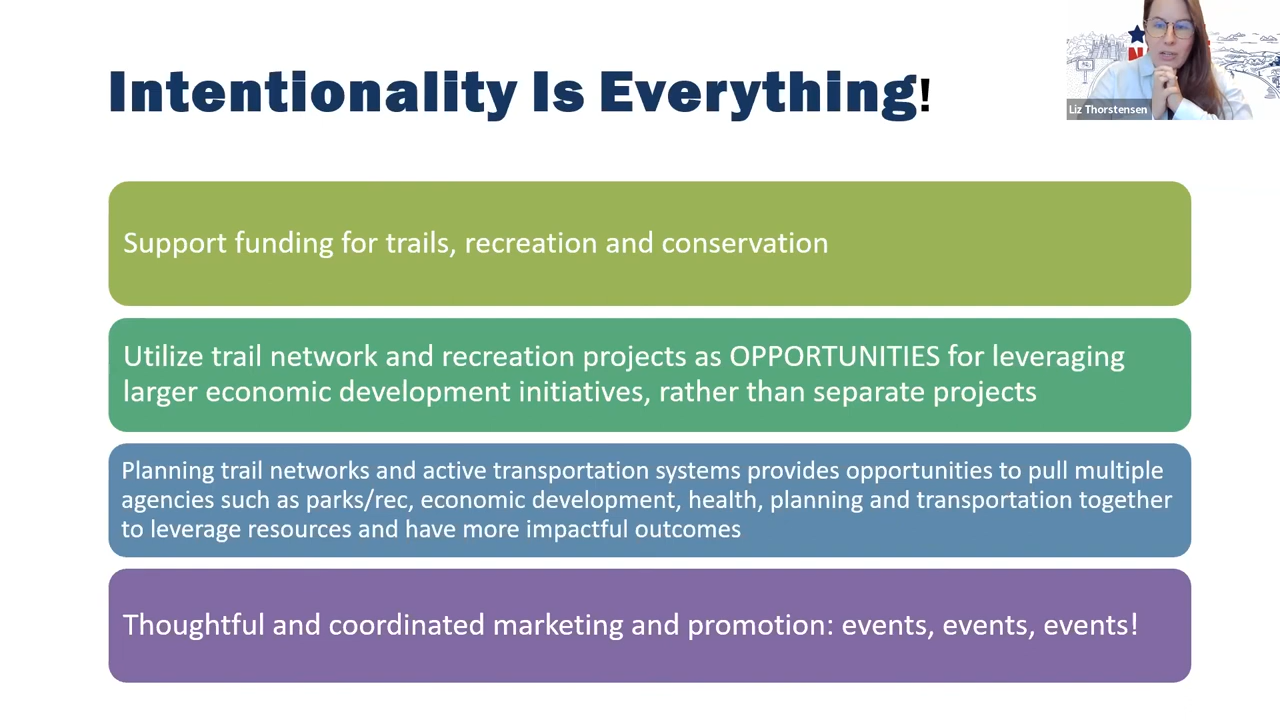 Intentionality Is Everything!
Liz Thorstensen
Support funding for trails, recreation and conservation
Utilize trail network and recreation projects as OPPORTUNITIES for leveraging
larger economic development initiatives, rather than separate projects
Planning trail networks and active transportation systems provides opportunities to pull multiple
agencies such as parks/rec, economic development, health, planning and transportation together
to leverage resources and have more impactful outcomes
Thoughtful and coordinated marketing and promotion: events, events, events!